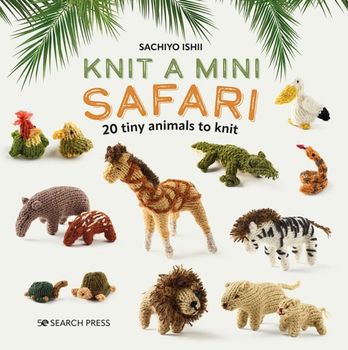 SACHIYO ISHII
KNIT A MINI
SAFARI
20 tiny animals to knit
SEARCH PRESS